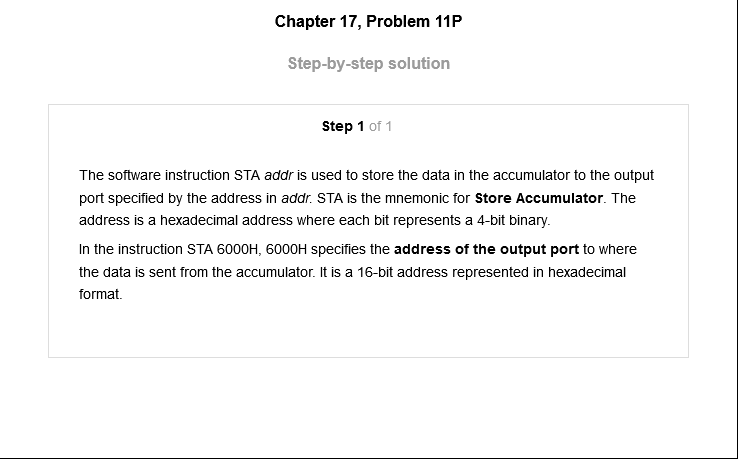 Chapter 17, Problem 11P
Step-by-step solution
Step 1 of 1
The software instruction STA addr is used to store the data in the accumulator to the output
port specified by the address in addr. STA is the mnemonic for Store Accumulator. The
address is a hexadecimal address where each bit represents a 4-bit binary.
In the instruction STA 6000H, 6000H specifies the address of the output port to where
the data is sent from the accumulator. It is a 16-bit address represented in hexadecimal
format.